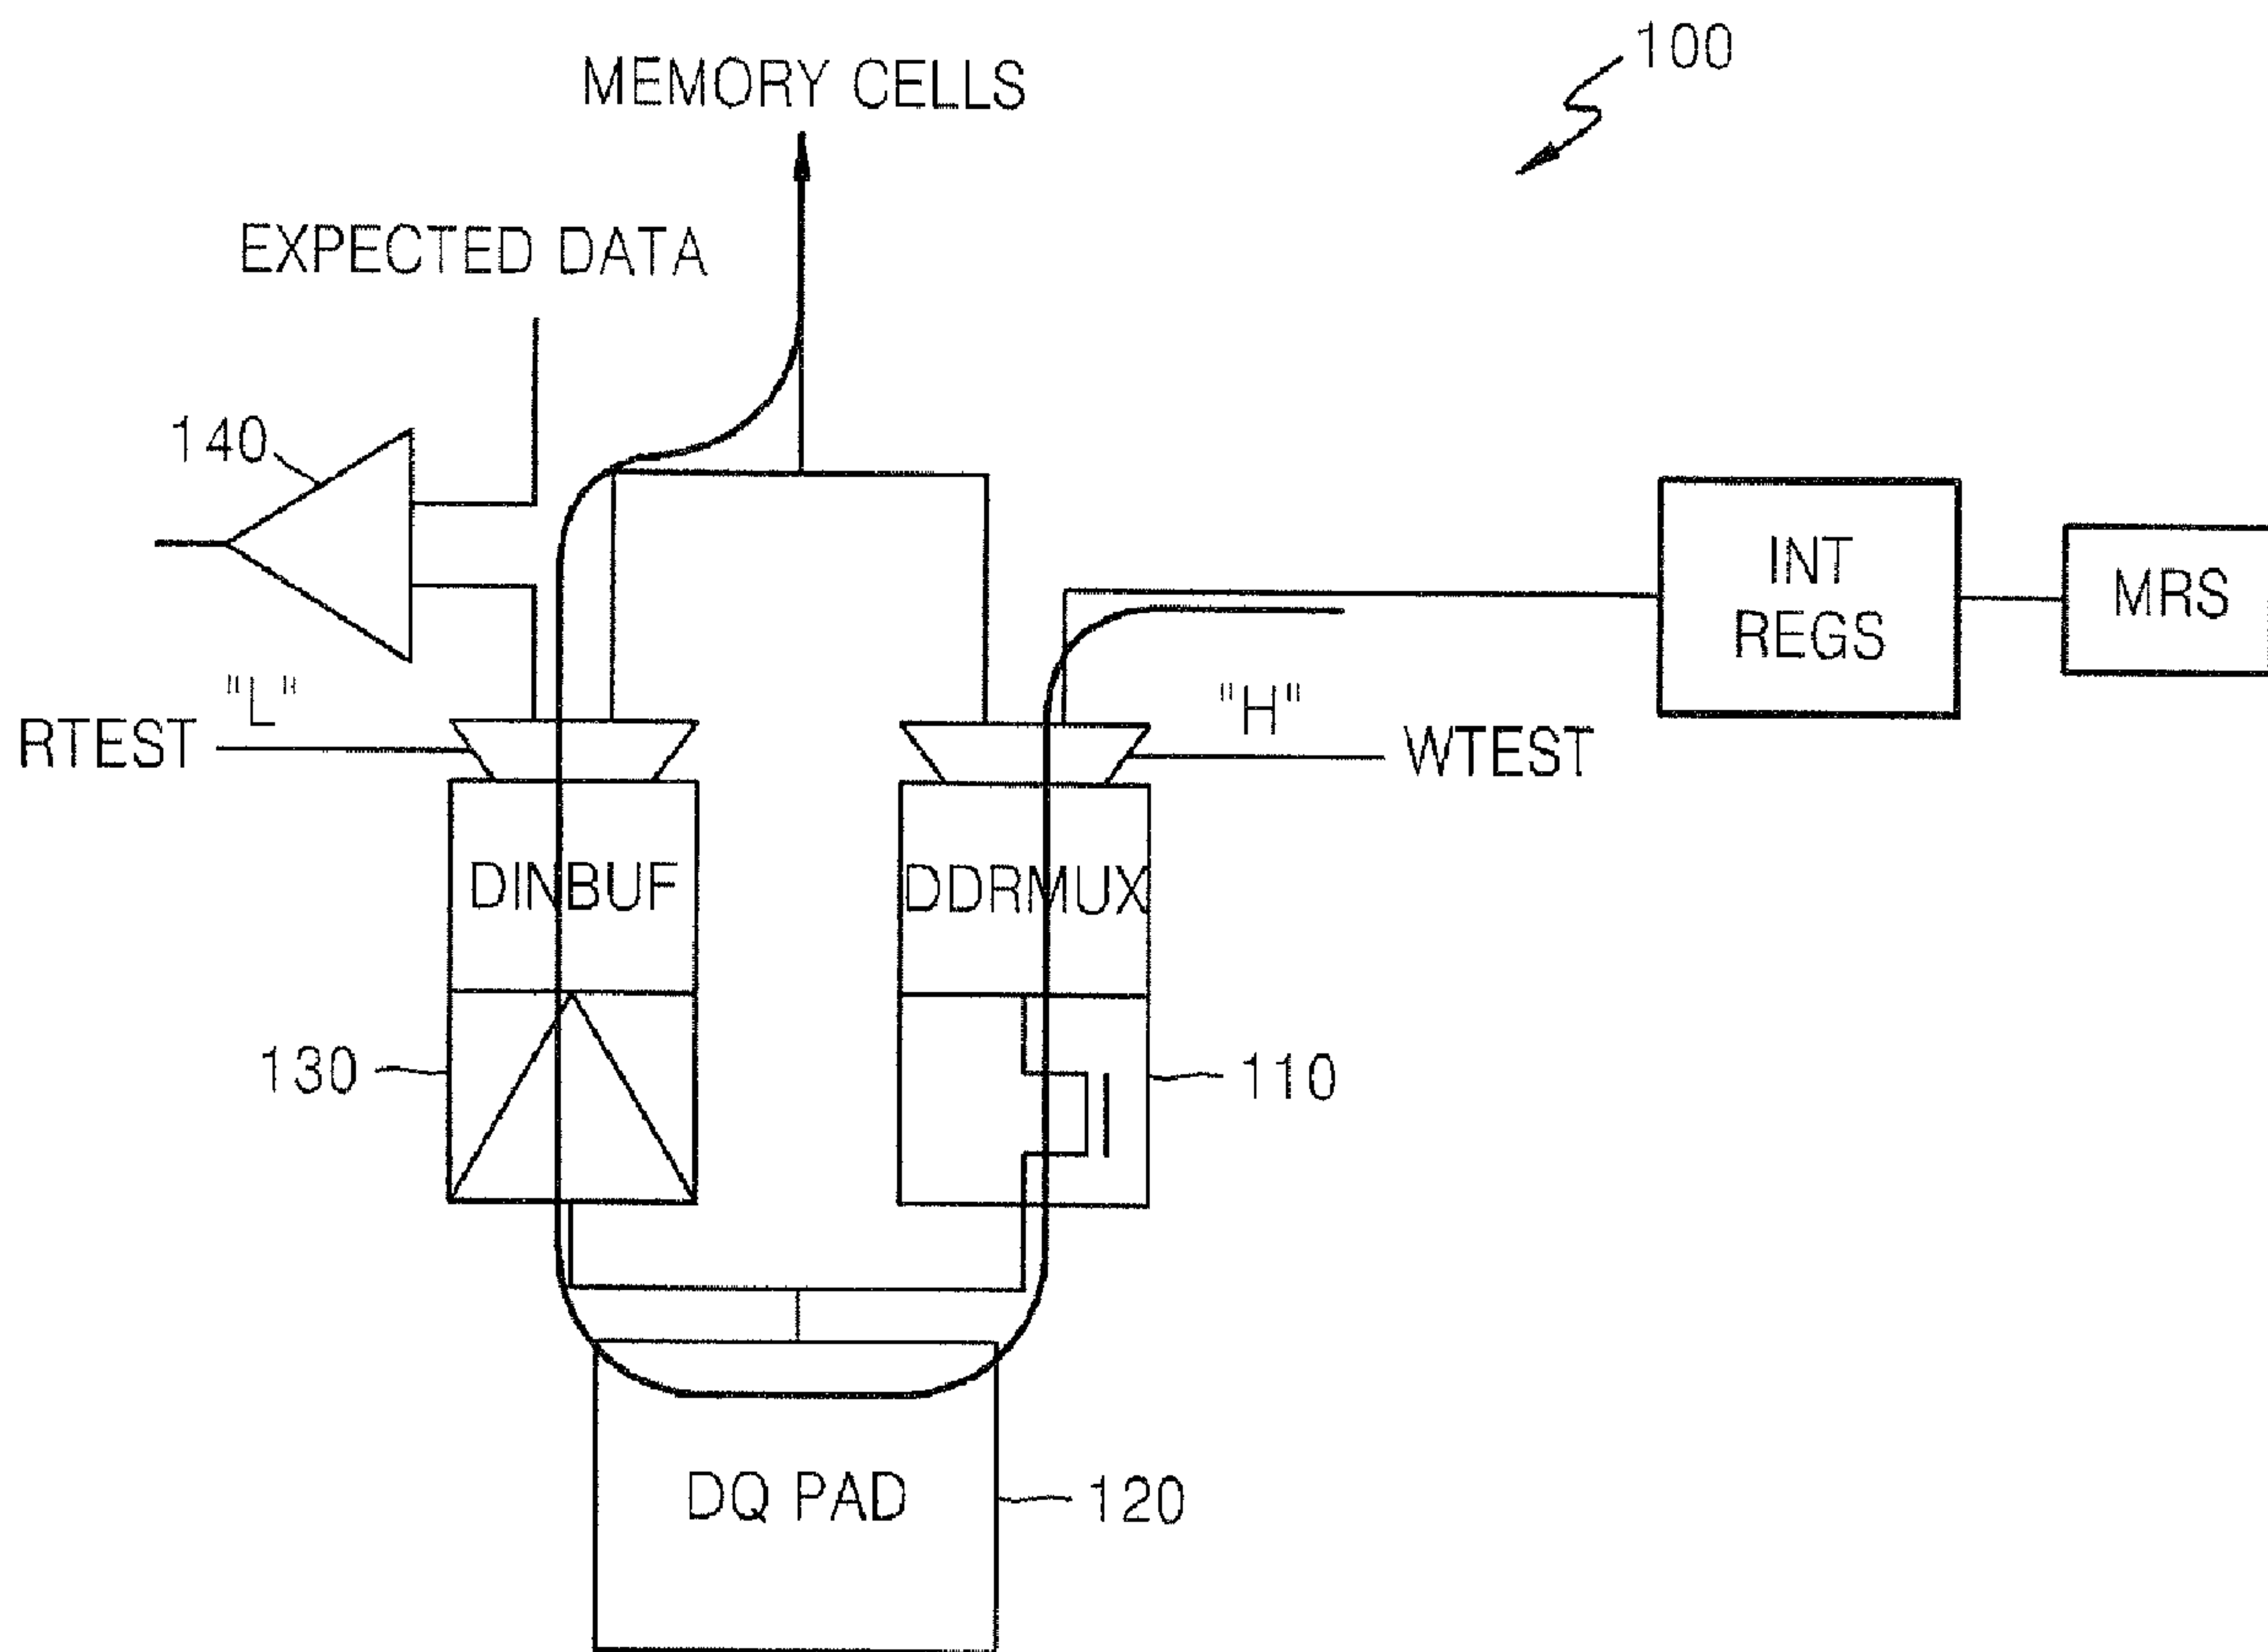 100
MEMORY CELLS
EXPECTED DATA
140
INT
REGS
MRS
"L"
"H"
RTEST
WTEST
DINBUF
DDRMUX
130
110
DQ PAD
120